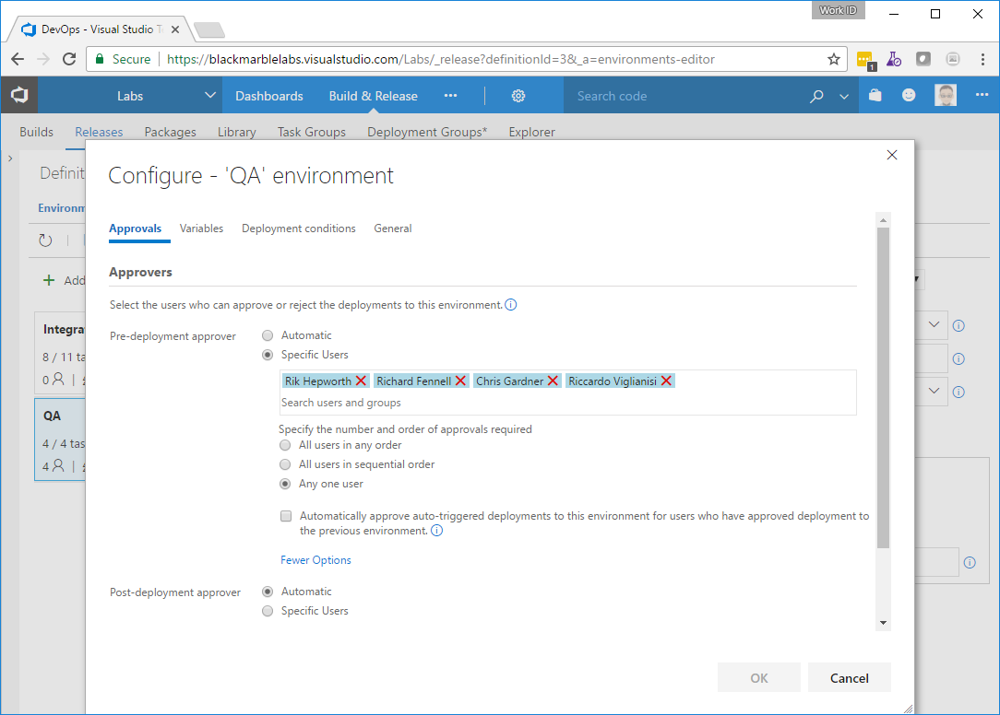 Work ID
DevOps - Visual Studio T
Secure https://blackmarblelabs.visualstudio.com/Labs/_release?definitionId=3&_a=environments-editor
1
Labs Dashboards Build & Release Search code
Builds Releases Packages Library Task Groups Deployment Groups* Explorer
Definit
Configure - 'QA' environment
Environm
Approvals Variables Deployment conditions General
Add
Approvers
Select the users who can approve or reject the deployments to this environment.
Integra
8 / 11 ta
0
QA
4 / 4 tas
4
Pre-deployment approver
Automatic
Specific Users
Rik Hepworth Richard Fennell Chris Gardner Riccardo Viglianisi
Search users and groups
Specify the number and order of approvals required
All users in any order
All users in sequential order
Any one user
Automatically approve auto-triggered deployments to this environment for users who have approved deployment to
the previous environment.
Fewer Options
Post-deployment approver
Automatic
Specific Users
OK Cancel